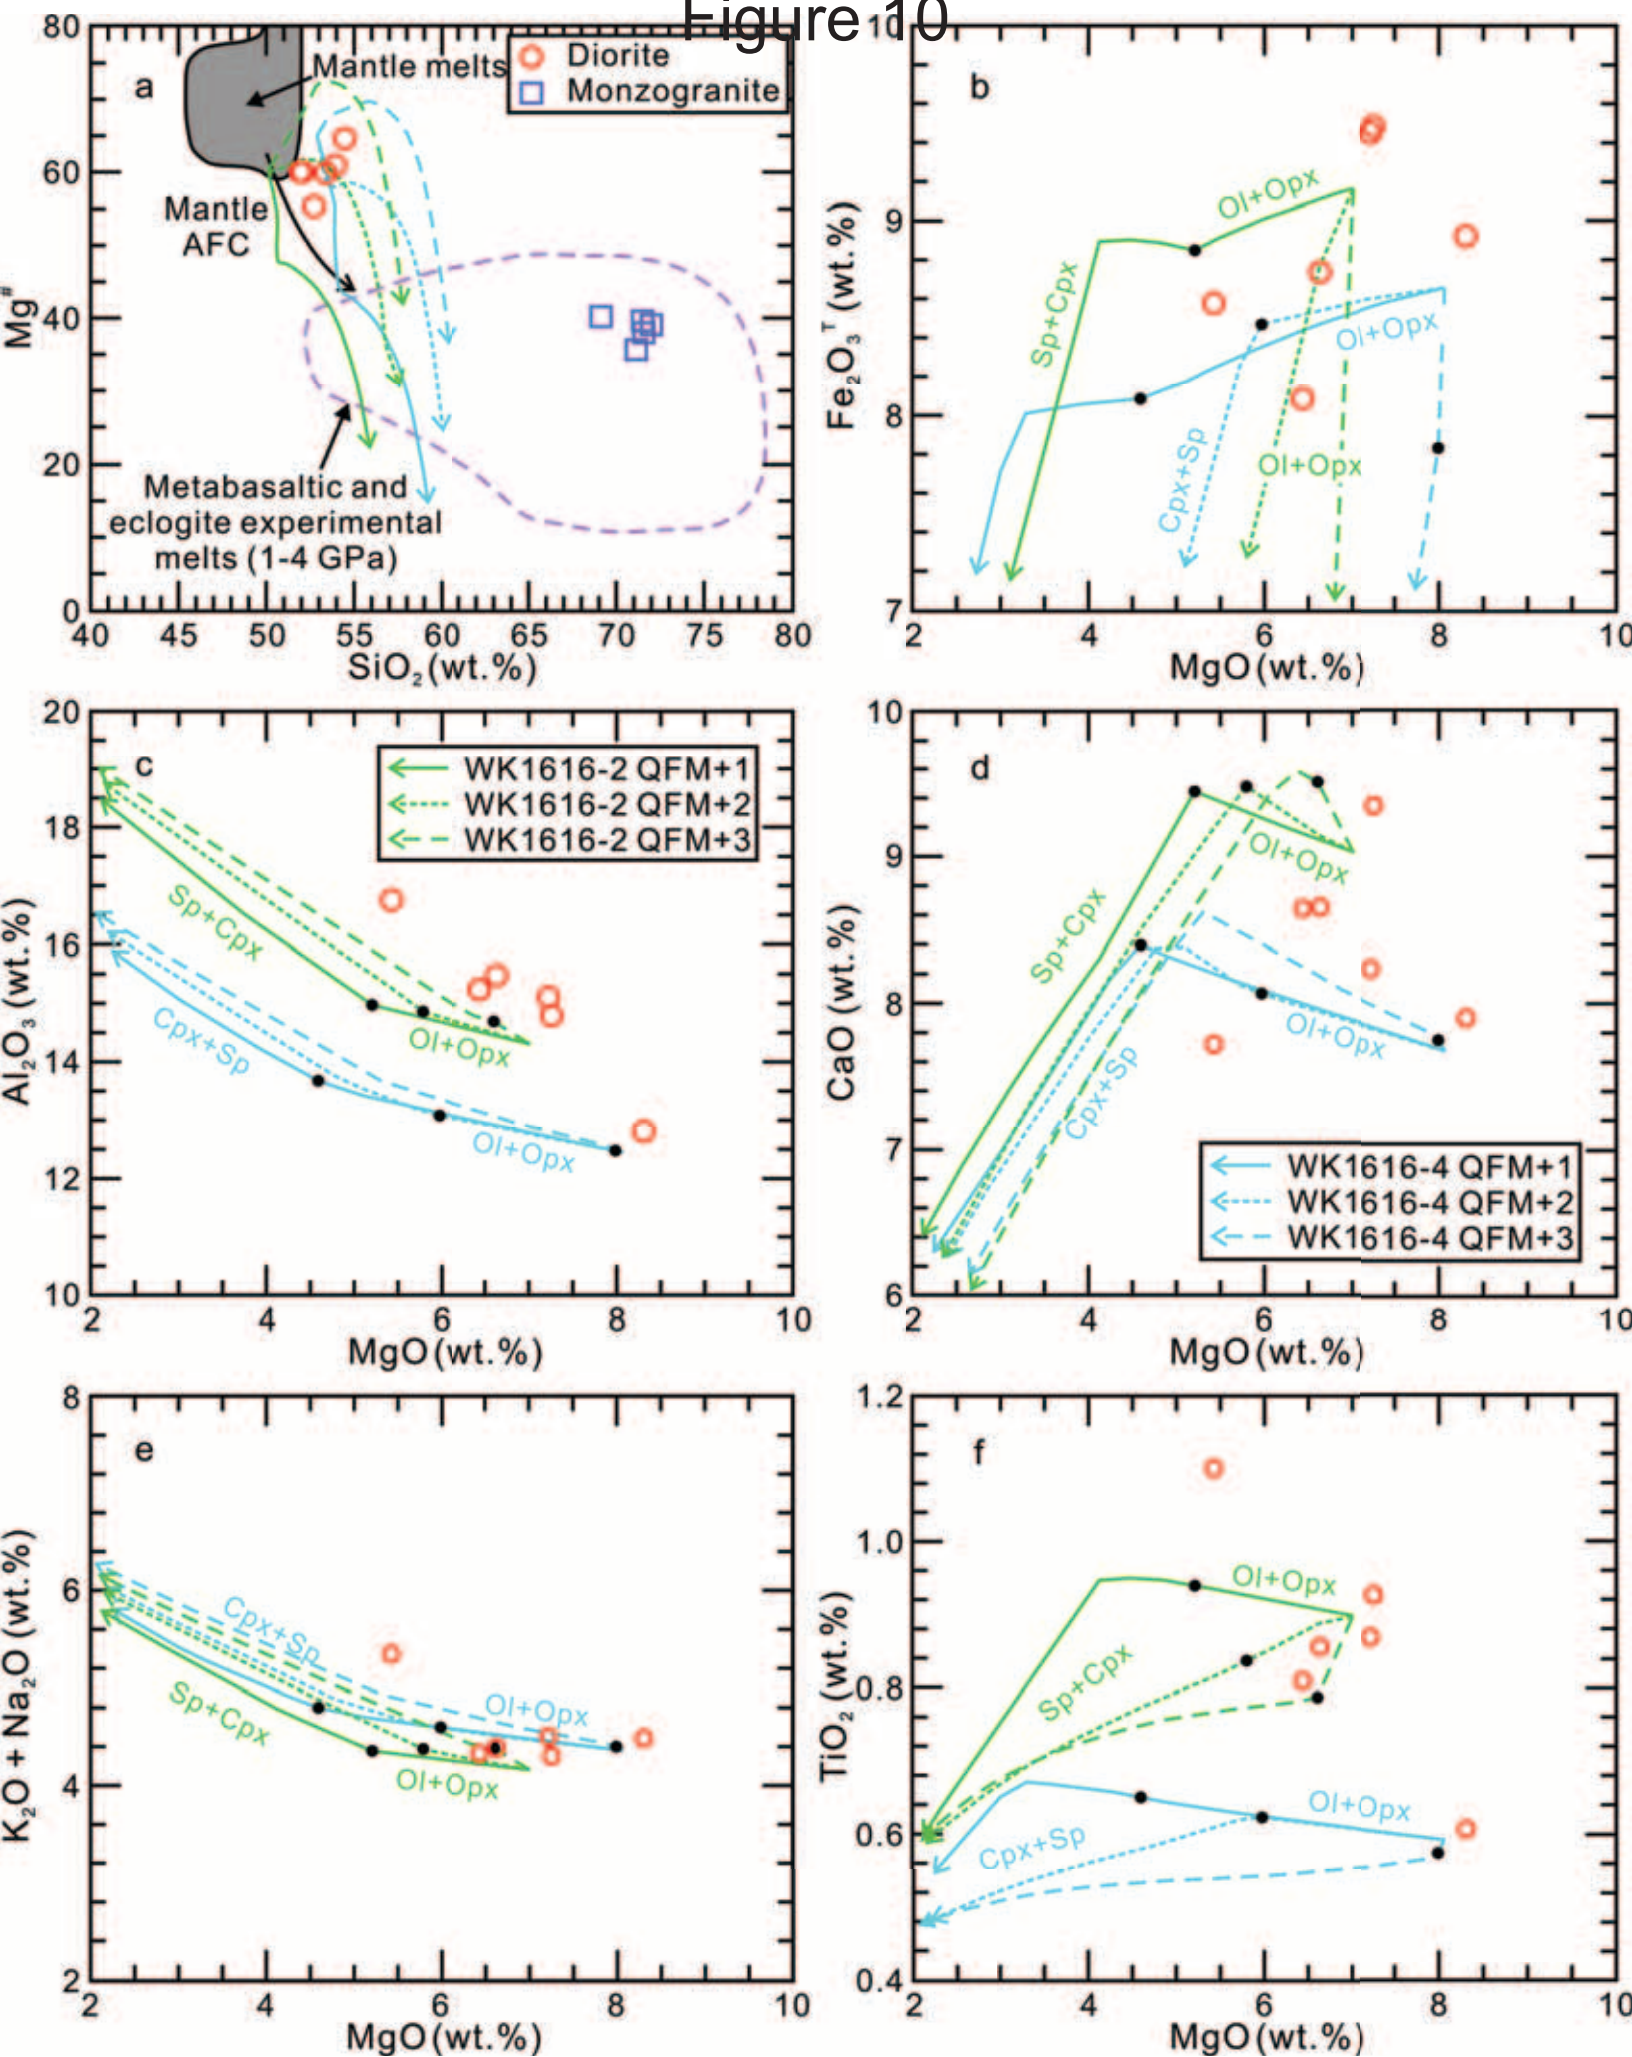 Figure 10
80
60
40
20
0
Mg#
a
Mantle melts
Diorite
Monzogranite
Mantle
AFC
Metabasaltic and
eclogite experimental
melts (1-4 GPa)
40 45 50 55 60 65 70 75 80
SiO₂ (wt.%)
10
9
8
7
Fe₂O₃ᵀ (wt.%)
b
Ol+Opx
Sp+Cpx
Ol+Opx
Cpx+Sp
Ol+Opx
2 4 6 8 10
MgO (wt.%)
20
18
16
14
12
10
Al₂O₃ (wt.%)
c
WK1616-2 QFM+1
WK1616-2 QFM+2
WK1616-2 QFM+3
Sp+Cpx
Ol+Opx
Cpx+Sp
Ol+Opx
2 4 6 8 10
MgO (wt.%)
10
9
8
7
6
CaO (wt.%)
d
Ol+Opx
Sp+Cpx
Ol+Opx
Cpx+Sp
WK1616-4 QFM+1
WK1616-4 QFM+2
WK1616-4 QFM+3
2 4 6 8 10
MgO (wt.%)
8
6
4
2
K₂O + Na₂O (wt.%)
e
Cpx+Sp
Ol+Opx
Sp+Cpx
Ol+Opx
2 4 6 8 10
MgO (wt.%)
1.2
1.0
0.8
0.6
0.4
TiO₂ (wt.%)
f
Ol+Opx
Sp+Cpx
Ol+Opx
Cpx+Sp
2 4 6 8 10
MgO (wt.%)